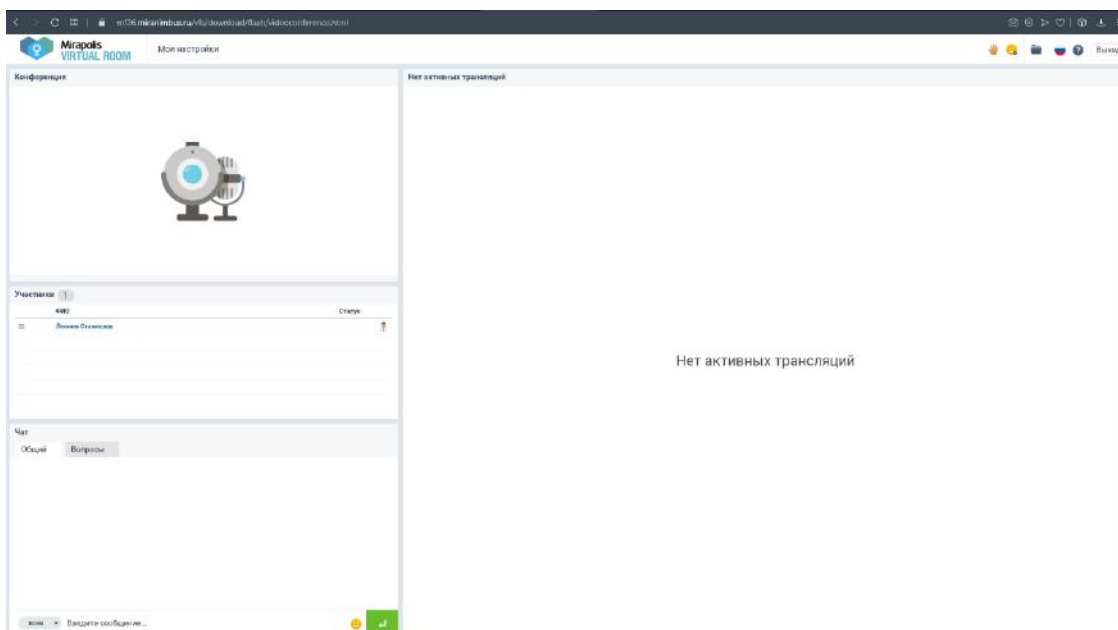 Mirapolis
VIRTUAL ROOM
Мои настройки
Выход
Конференция
Нет активных трансляций
Участники 1
ФИО
Статус
Нет активных трансляций
Чат
Общий
Вопросы
Введите сообщение...